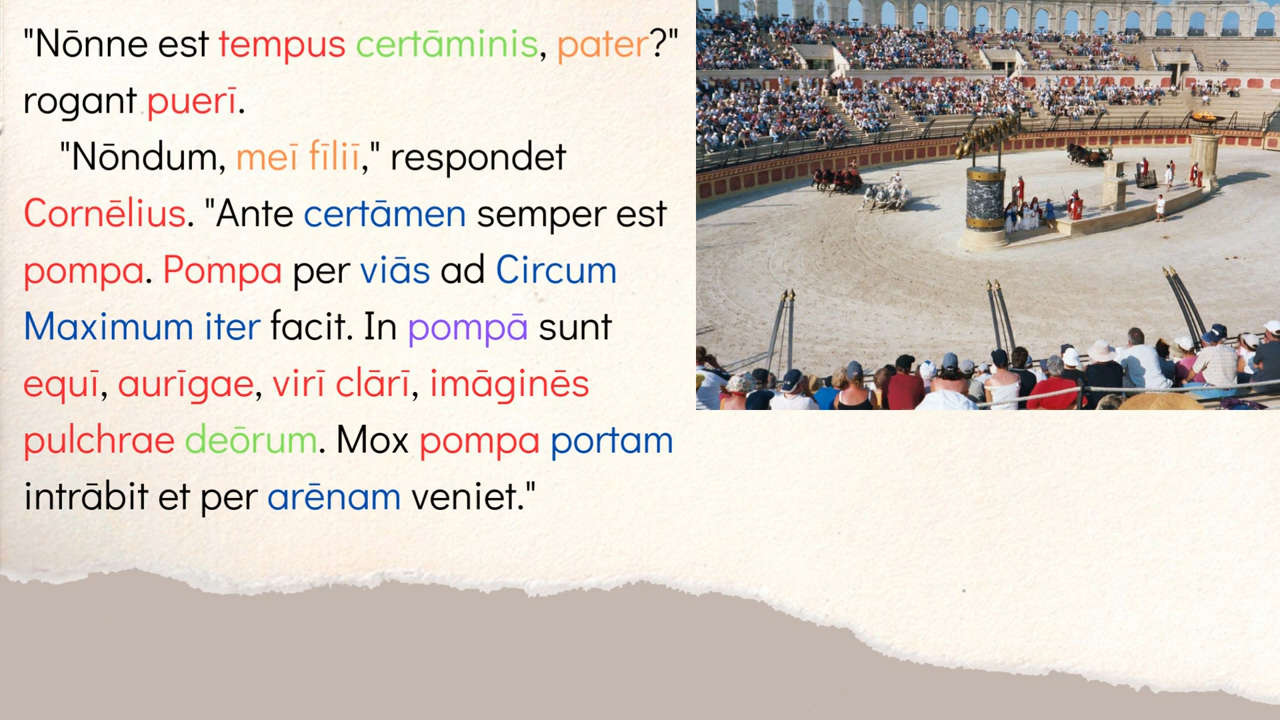 "Nōnne est tempus certāminis, pater?"
rogant puerī.
"Nōndum, meī fīliī," respondet
Cornēlius. "Ante certāmen semper est
pompa. Pompa per viās ad Circum
Maximum iter facit. In pompā sunt
equī, aurīgae, virī clārī, imāginēs
pulchrae deōrum. Mox pompa portam
intrābit et per arēnam veniet."